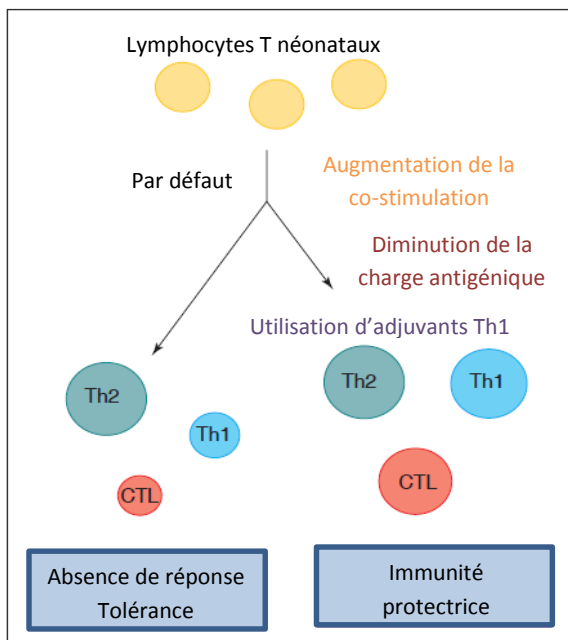 Lymphocytes T néonataux
Par défaut
Augmentation de la
co-stimulation
Diminution de la
charge antigénique
Utilisation d'adjuvants Th1
Th2
Th1
CTL
Th2
Th1
CTL
Absence de réponse
Tolérance
Immunité
protectrice